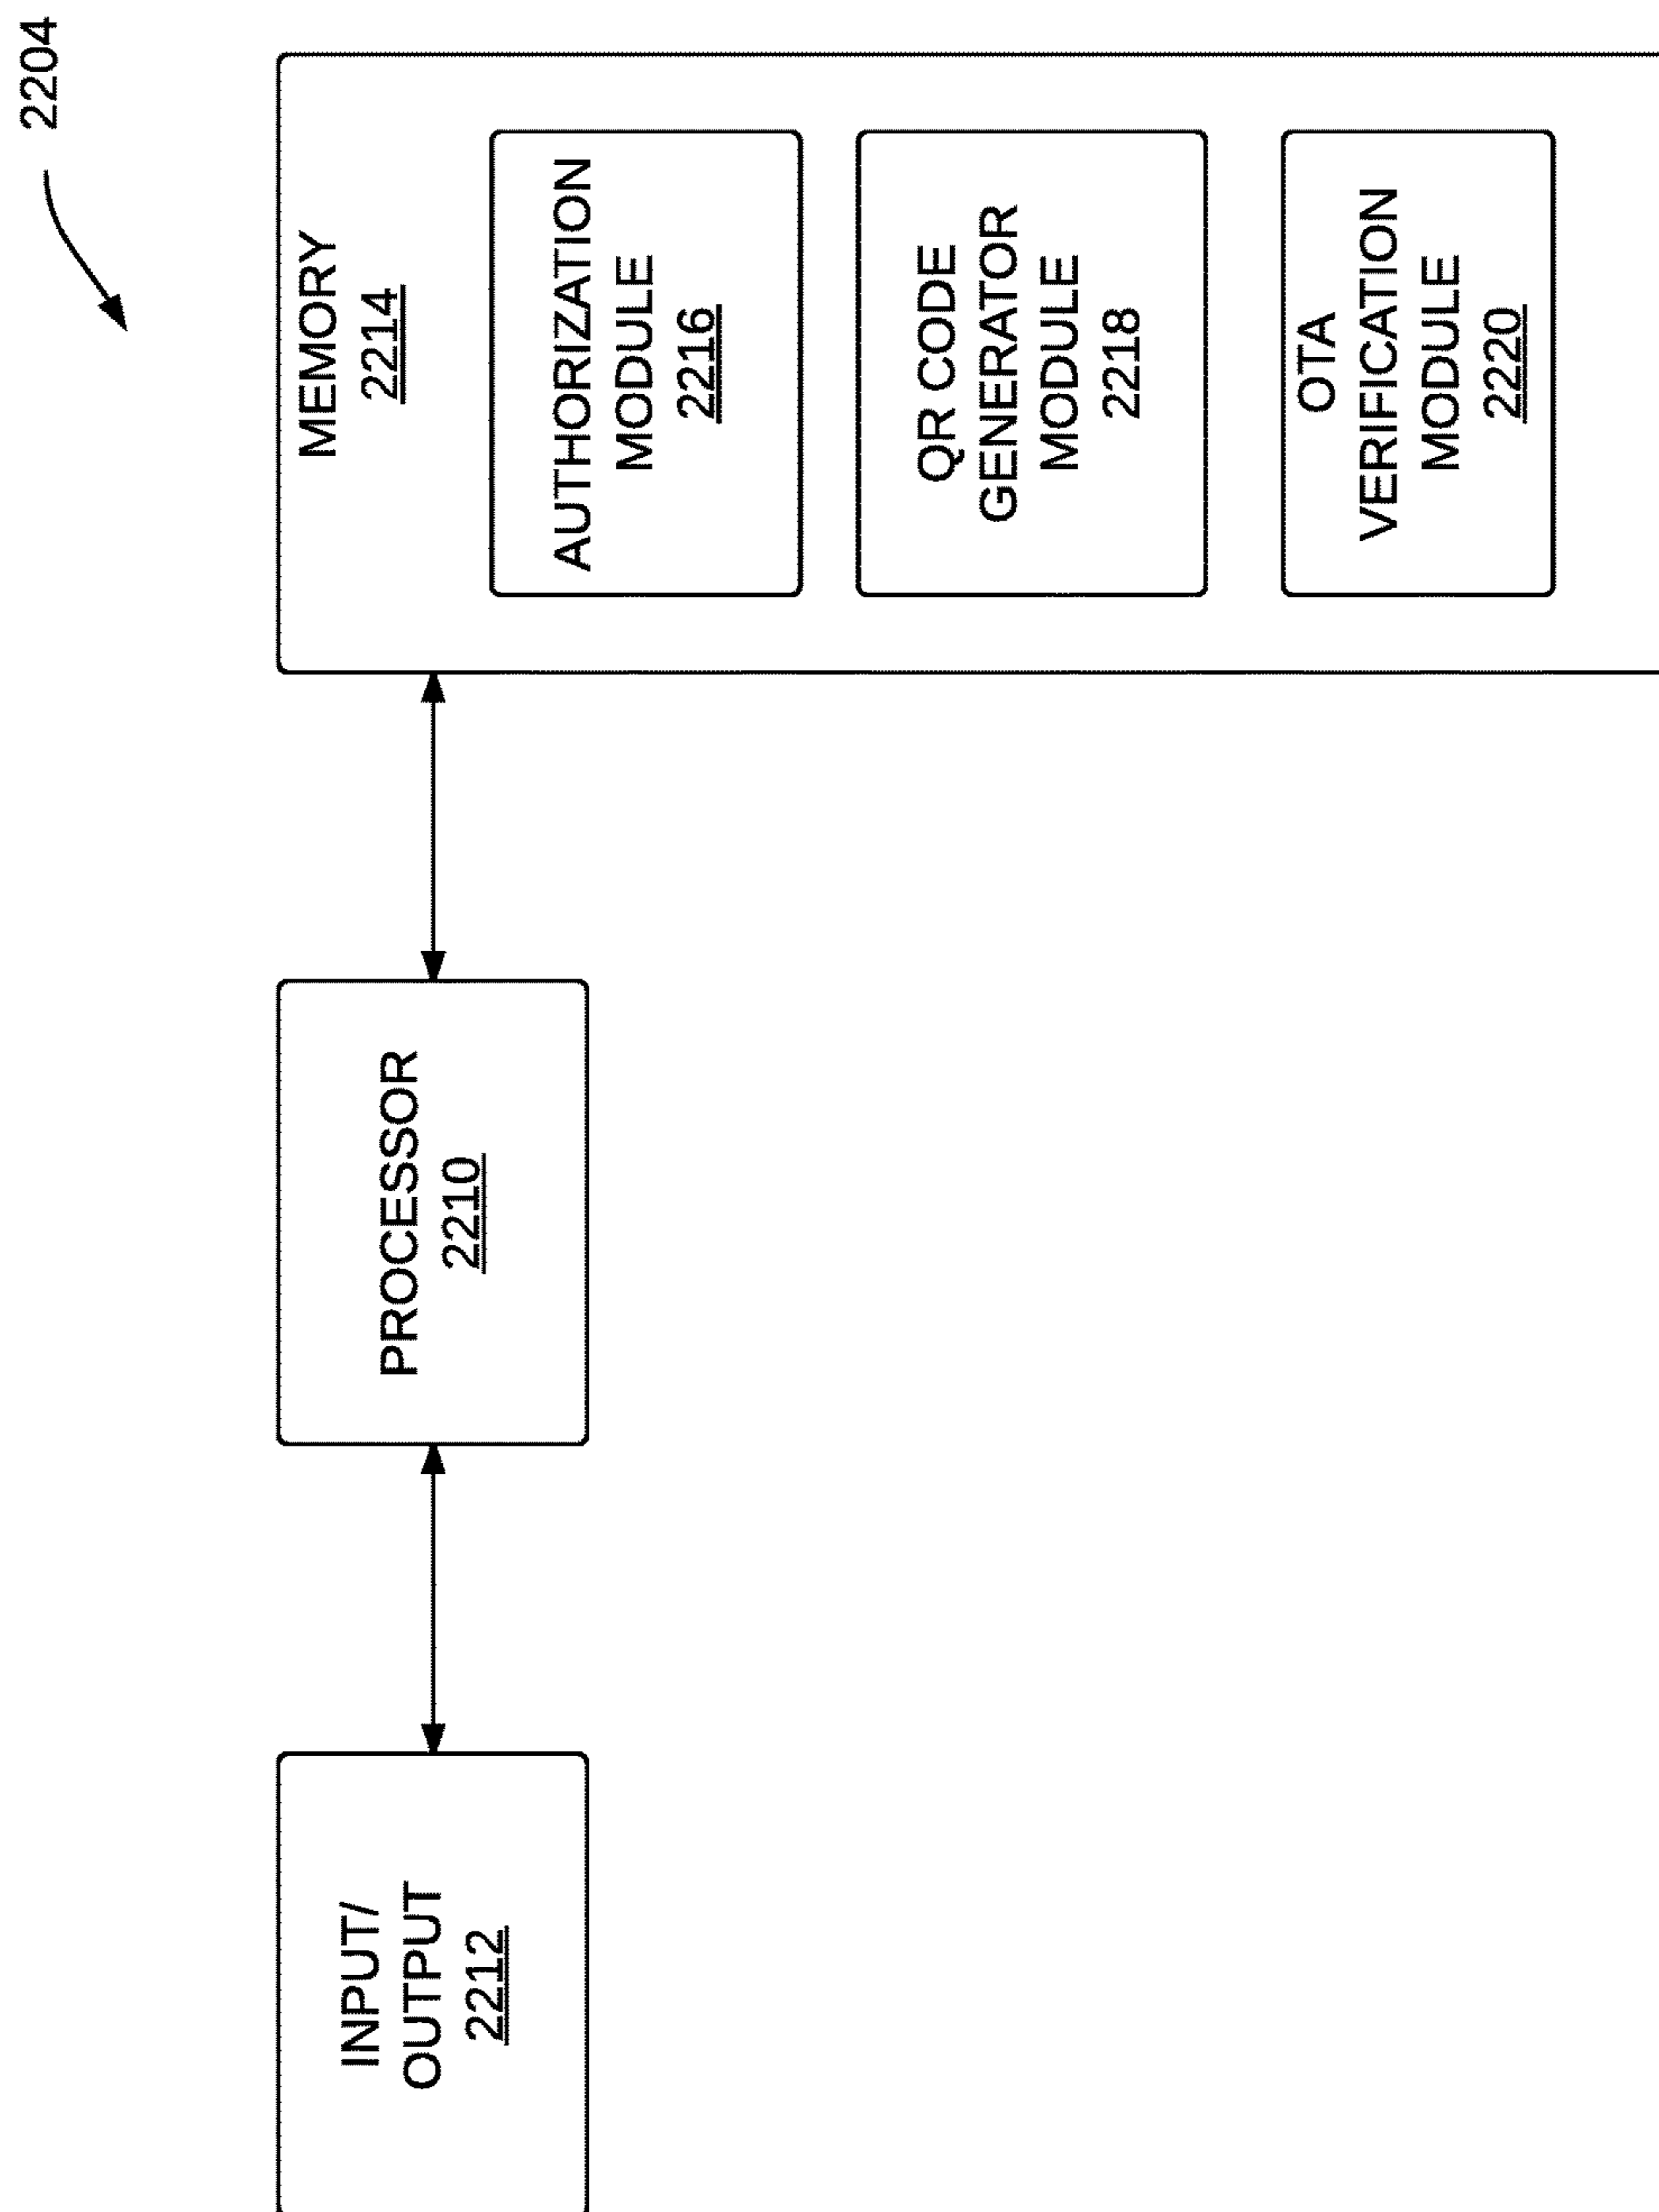 2204
INPUT/
OUTPUT
2212
PROCESSOR
2210
MEMORY
2214
AUTHORIZATION
MODULE
2216
QR CODE
GENERATOR
MODULE
2218
OTA
VERIFICATION
MODULE
2220